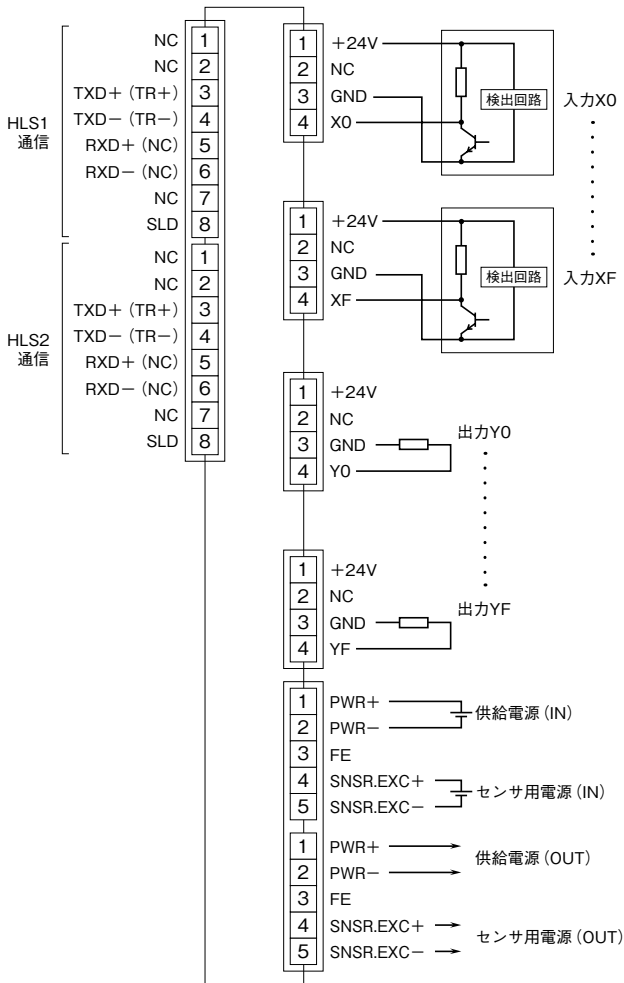 HLS1
通信
NC 1
NC 2
TXD+ (TR+) 3
TXD− (TR−) 4
RXD+ (NC) 5
RXD− (NC) 6
NC 7
SLD 8
HLS2
通信
NC 1
NC 2
TXD+ (TR+) 3
TXD− (TR−) 4
RXD+ (NC) 5
RXD− (NC) 6
NC 7
SLD 8
1 +24V
2 NC
3 GND
4 X0
検出回路
入力X0
1 +24V
2 NC
3 GND
4 XF
検出回路
入力XF
1 +24V
2 NC
3 GND
4 Y0
出力Y0
1 +24V
2 NC
3 GND
4 YF
出力YF
1 PWR+
2 PWR−
供給電源 (IN)
3 FE
4 SNSR.EXC+
5 SNSR.EXC−
センサ用電源 (IN)
1 PWR+
2 PWR−
供給電源 (OUT)
3 FE
4 SNSR.EXC+
5 SNSR.EXC−
センサ用電源 (OUT)